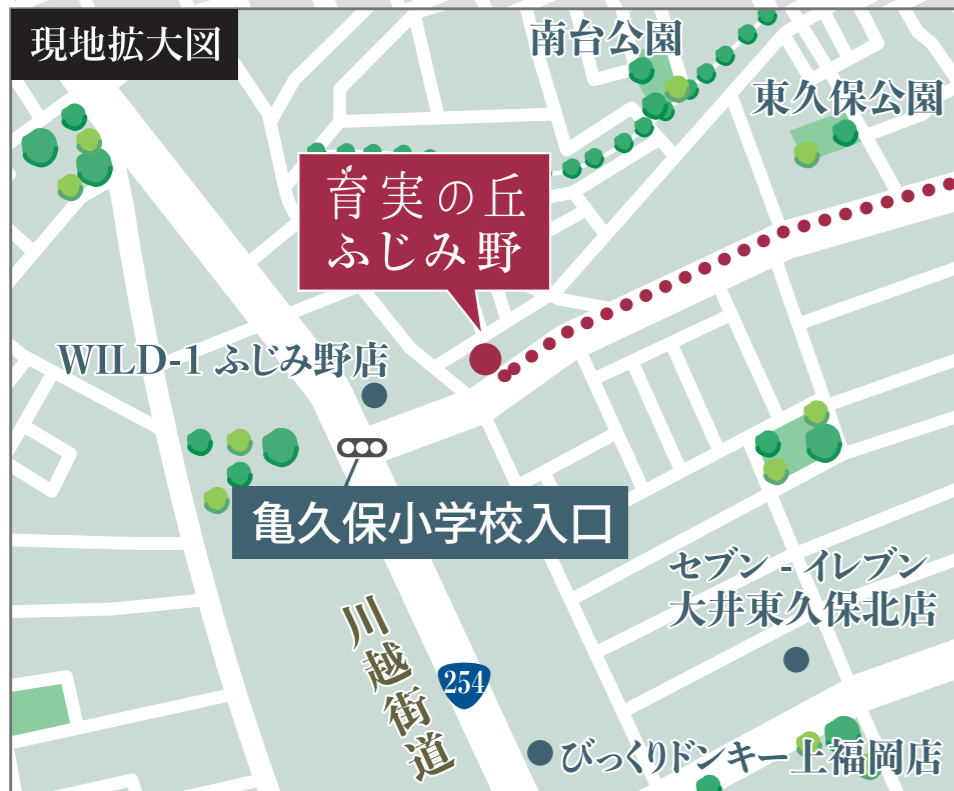 現地拡大図
南台公園
東久保公園
育実の丘
ふじみ野
WILD-1 ふじみ野店
亀久保小学校入口
セブン - イレブン
大井東久保北店
川越街道
254
びっくりドンキー上福岡店